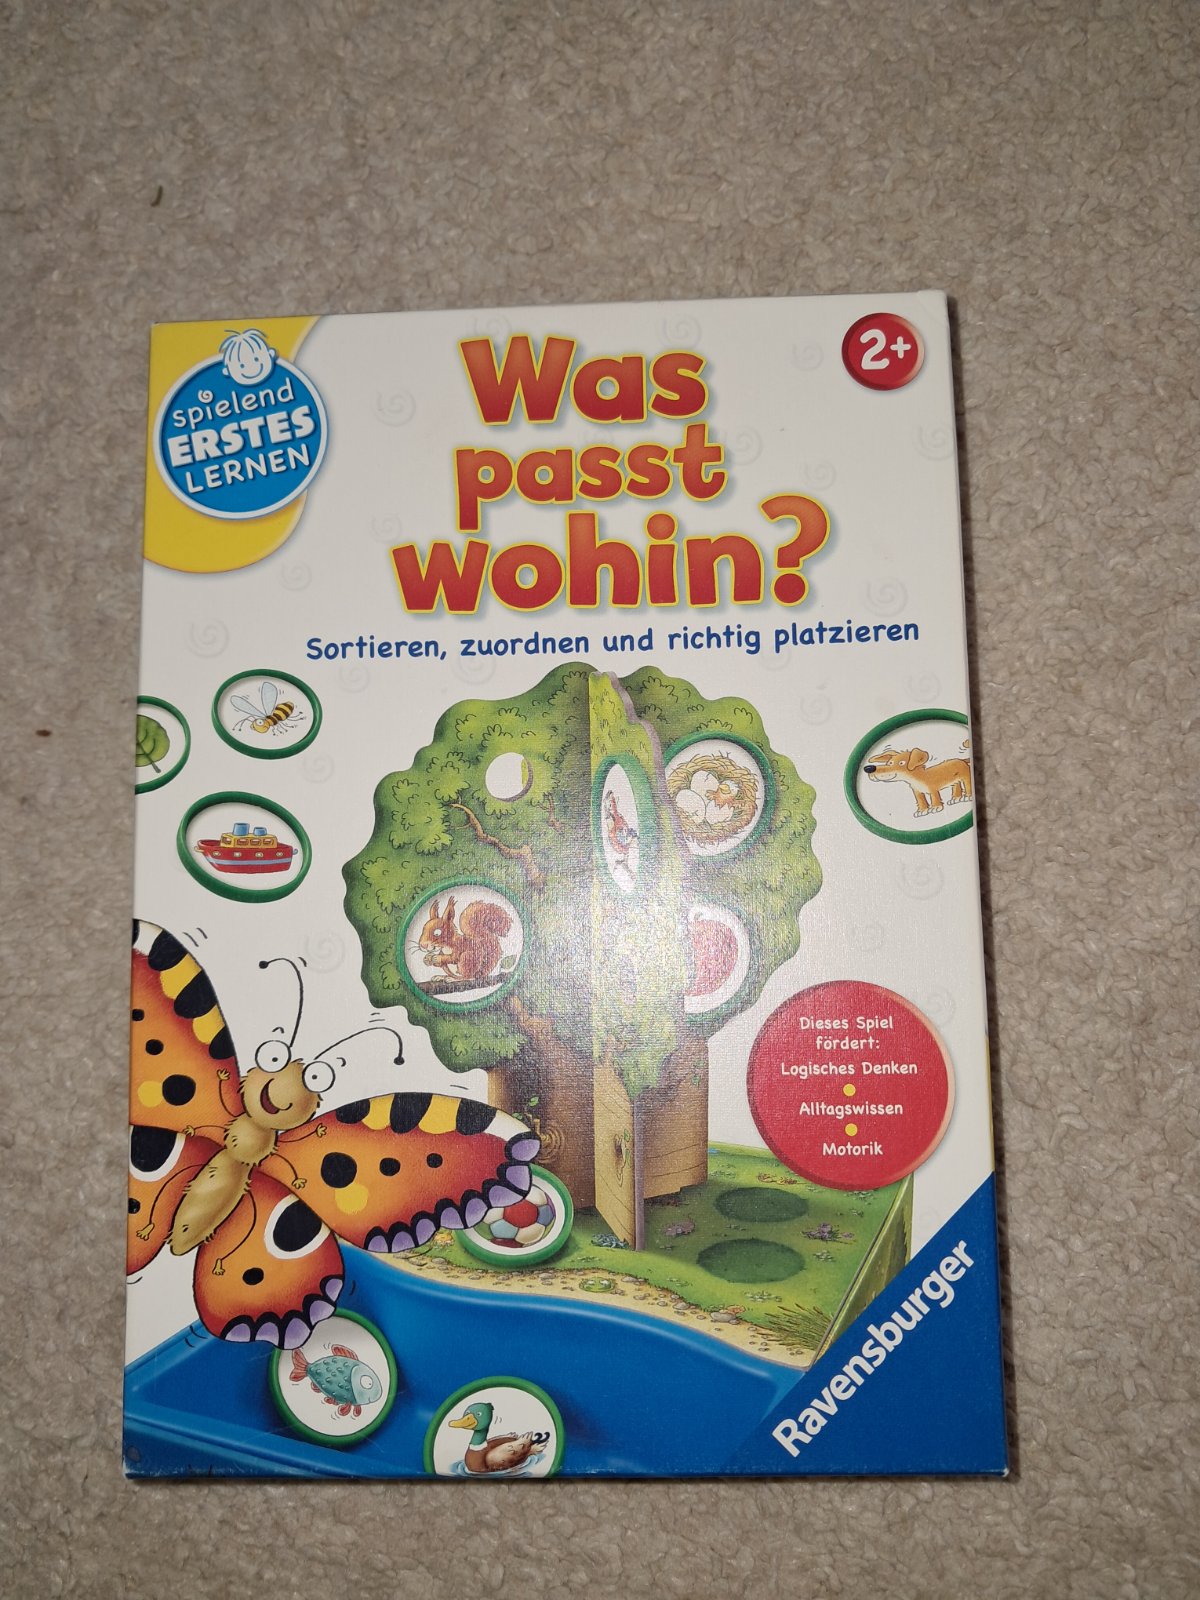 spielend
ERSTES
LERNEN
2+
Was
passt
wohin?
Sortieren, zuordnen und richtig platzieren
Dieses Spiel
fördert:
Logisches Denken
Alltagswissen
Motorik
Ravensburger